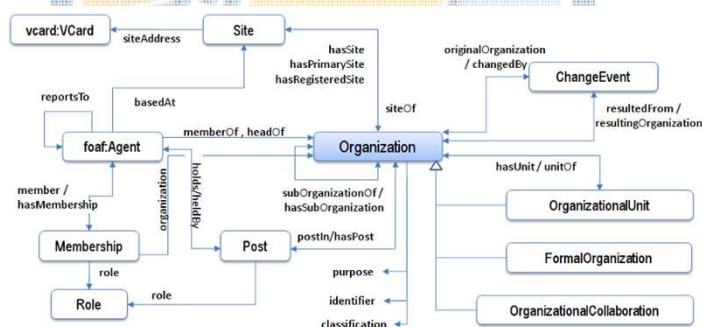 vcard:VCard
siteAddress
Site
hasSite
hasPrimarySite
hasRegisteredSite
originalOrganization
/ changedBy
ChangeEvent
reportsTo
basedAt
siteOf
resultedFrom /
resultingOrganization
foaf:Agent
memberOf , headOf
Organization
hasUnit / unitOf
member /
hasMembership
organization
holds/heldBy
subOrganizationOf /
hasSubOrganization
OrganizationalUnit
Membership
Post
postIn/hasPost
FormalOrganization
role
purpose
Role
role
identifier
OrganizationalCollaboration
classification